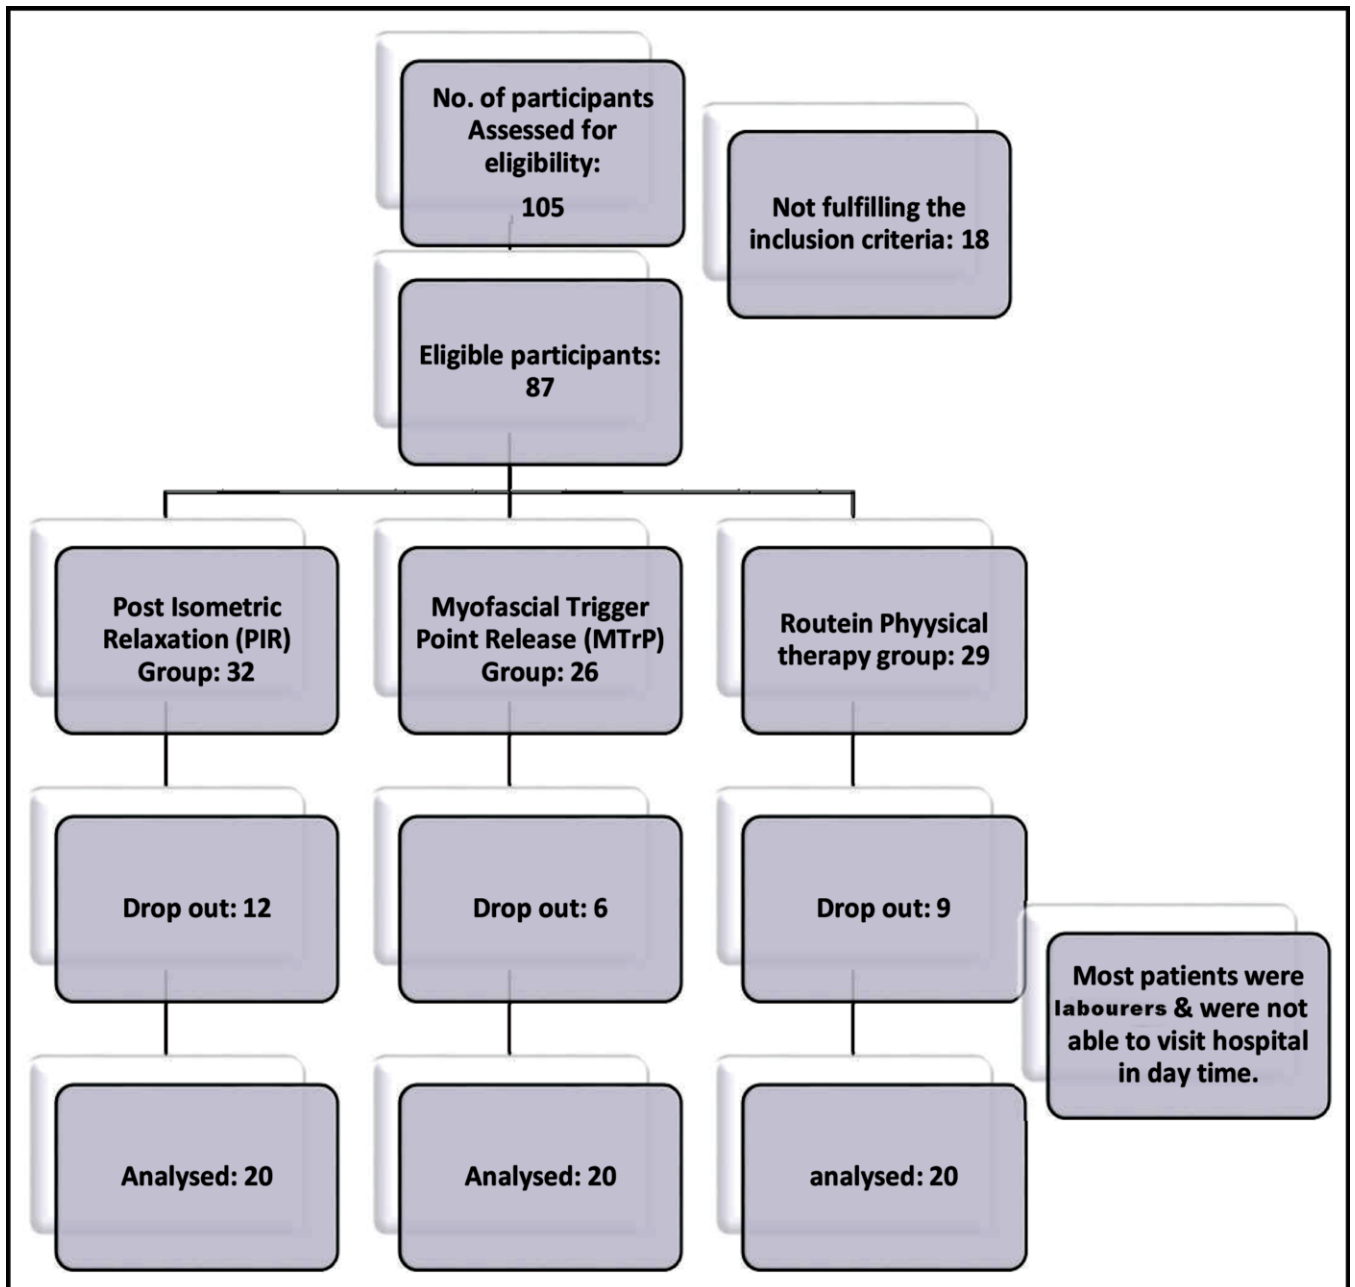 No. of participants
Assessed for
eligibility:
105
Not fulfilling the
inclusion criteria: 18
Eligible participants:
87
Post Isometric
Relaxation (PIR)
Group: 32
Myofascial Trigger
Point Release (MTrP)
Group: 26
Routein Phyysical
therapy group: 29
Drop out: 12
Drop out: 6
Drop out: 9
Most patients were
labourers & were not
able to visit hospital
in day time.
Analysed: 20
Analysed: 20
analysed: 20